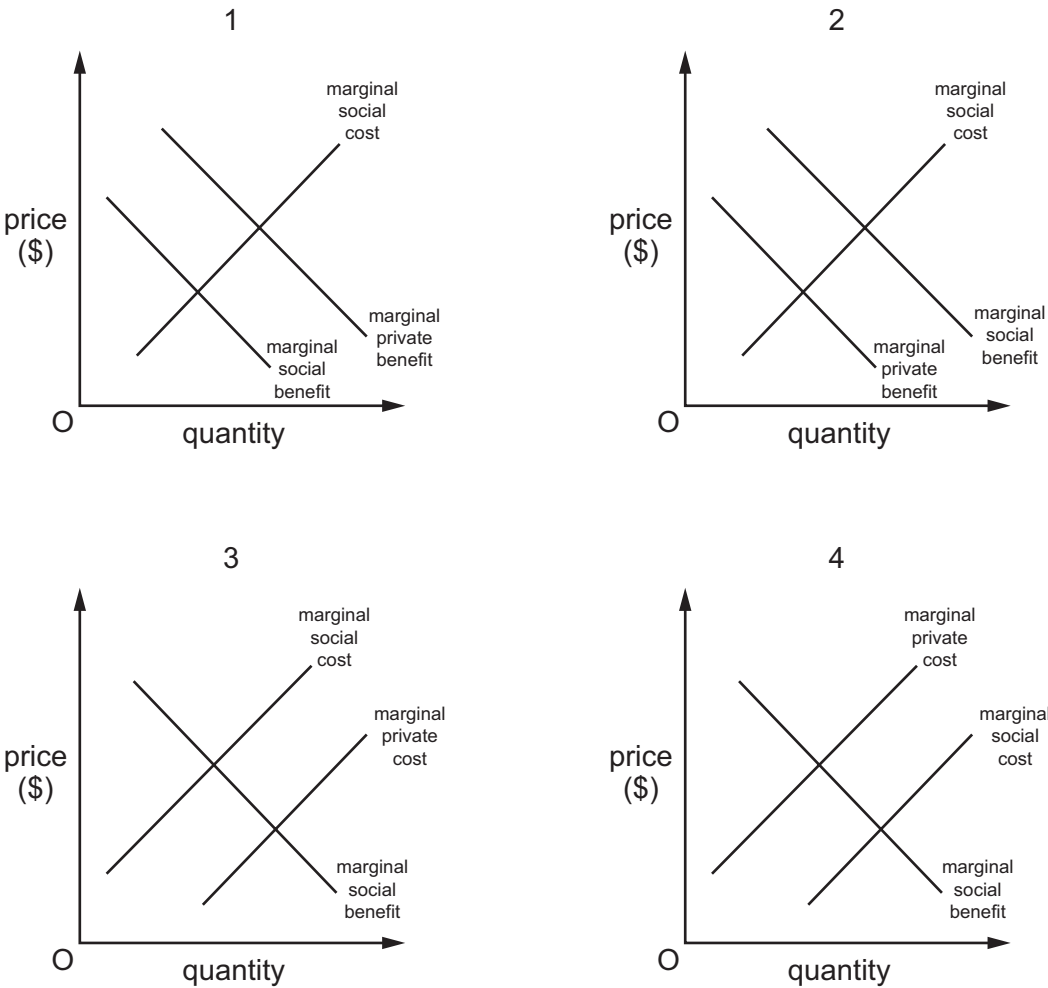 1
marginal
social
cost
price
($)
marginal
private
benefit
marginal
social
benefit
O
quantity
2
marginal
social
cost
price
($)
marginal
social
benefit
marginal
private
benefit
O
quantity
3
marginal
social
cost
marginal
private
cost
price
($)
marginal
social
benefit
O
quantity
4
marginal
private
cost
marginal
social
cost
price
($)
marginal
social
benefit
O
quantity